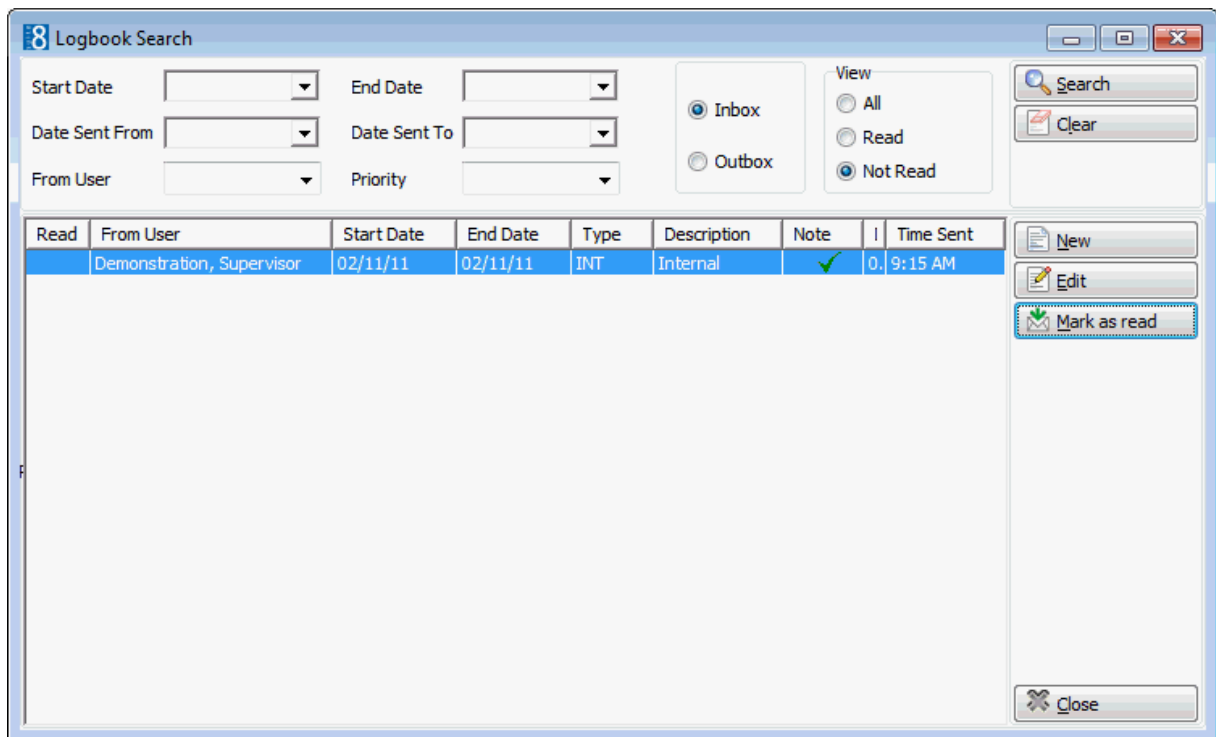 8 Logbook Search
Start Date End Date Inbox View All Search
Date Sent From Date Sent To Outbox Read Clear
From User Priority Not Read
Read From User Start Date End Date Type Description Note Time Sent New
Demonstration, Supervisor 02/11/11 02/11/11 INT Internal 0. 9:15 AM Edit
Mark as read
Close